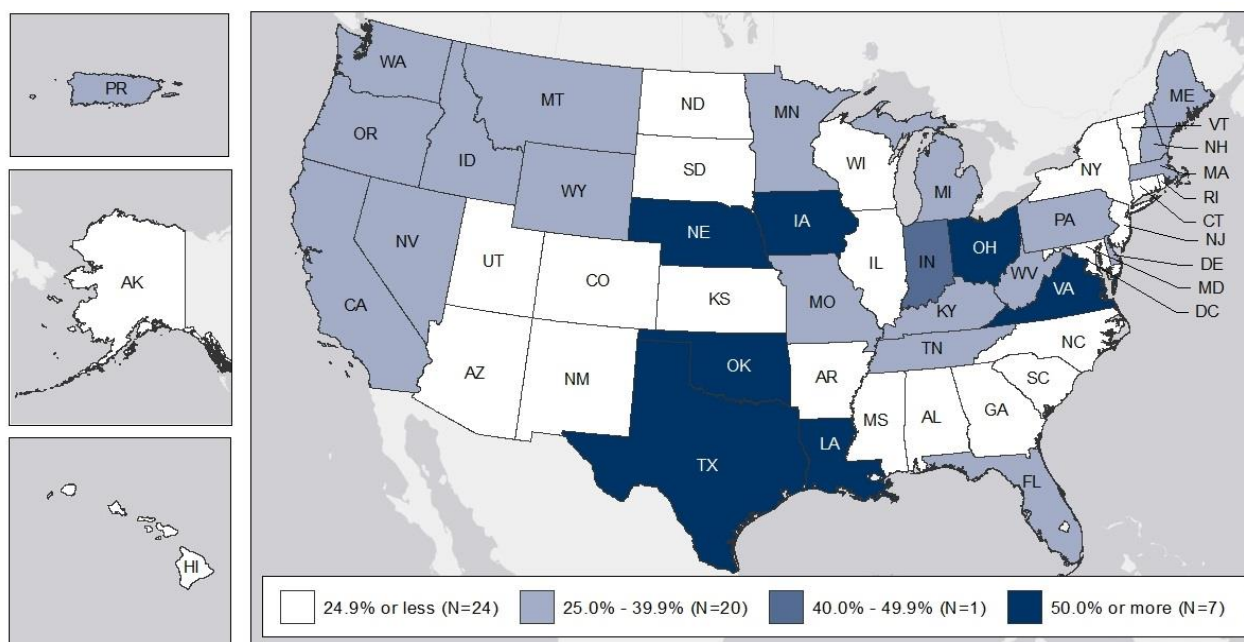 PR
AK
HI
WA
MT
ND
MN
ME
OR
ID
SD
WI
VT
NH
WY
MI
NY
MA
RI
NV
NE
IA
PA
CT
NJ
UT
IL
IN
OH
DE
CA
CO
KS
MO
WV
VA
MD
DC
KY
AZ
NM
OK
AR
TN
NC
SC
MS
AL
GA
TX
LA
FL
24.9% or less (N=24)
25.0% - 39.9% (N=20)
40.0% - 49.9% (N=1)
50.0% or more (N=7)